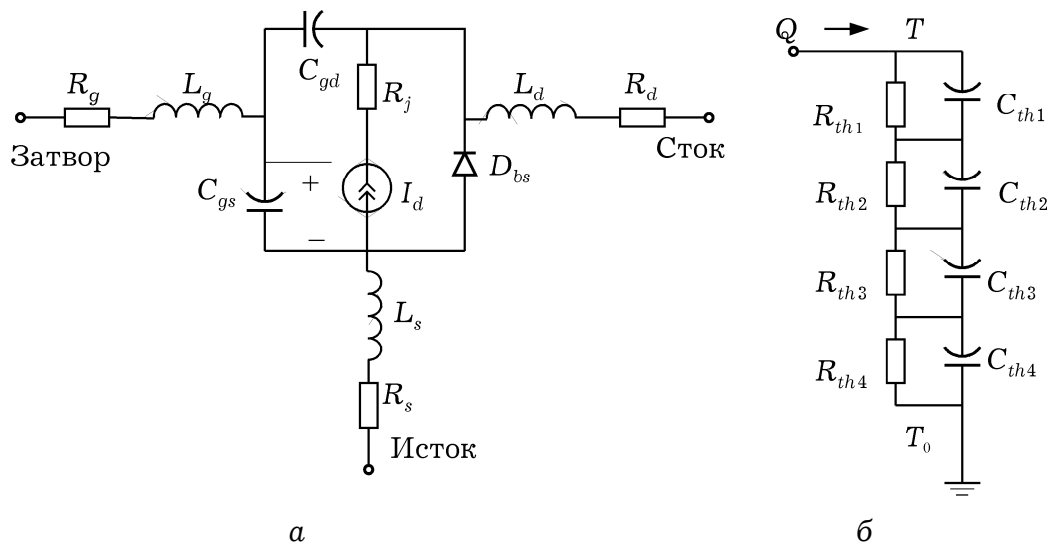 C_gd
R_g
L_g
R_j
L_d
R_d
Затвор
Сток
C_gs
+
I_d
D_bs
−
L_s
R_s
Исток
а
Q
T
R_th1
C_th1
R_th2
C_th2
R_th3
C_th3
R_th4
C_th4
T_0
б